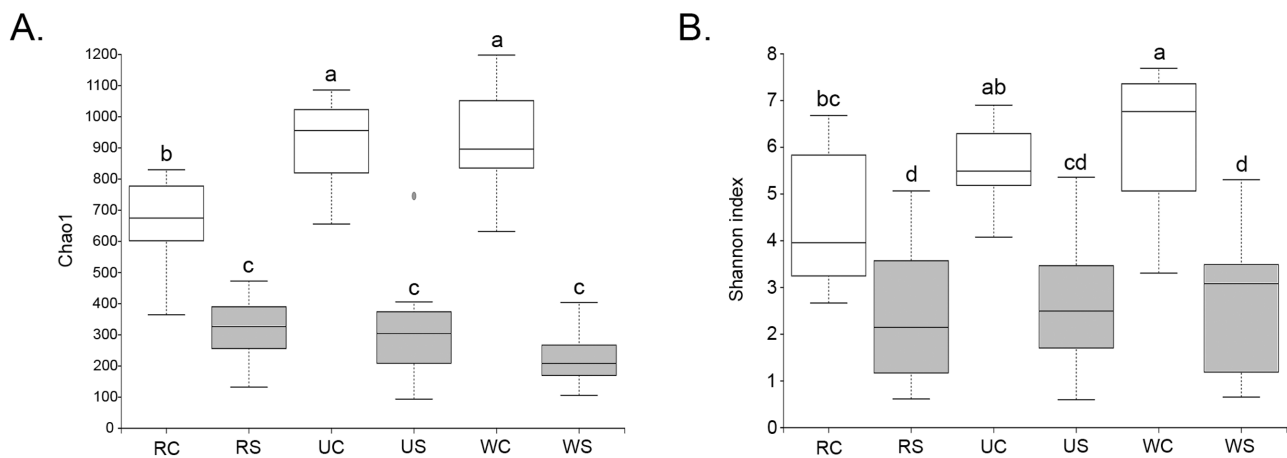 A.
Chao1
1200
1100
1000
900
800
700
600
500
400
300
200
100
0
b
c
a
c
a
c
RC RS UC US WC WS
B.
Shannon index
8
7
6
5
4
3
2
1
0
bc
d
ab
cd
a
d
RC RS UC US WC WS